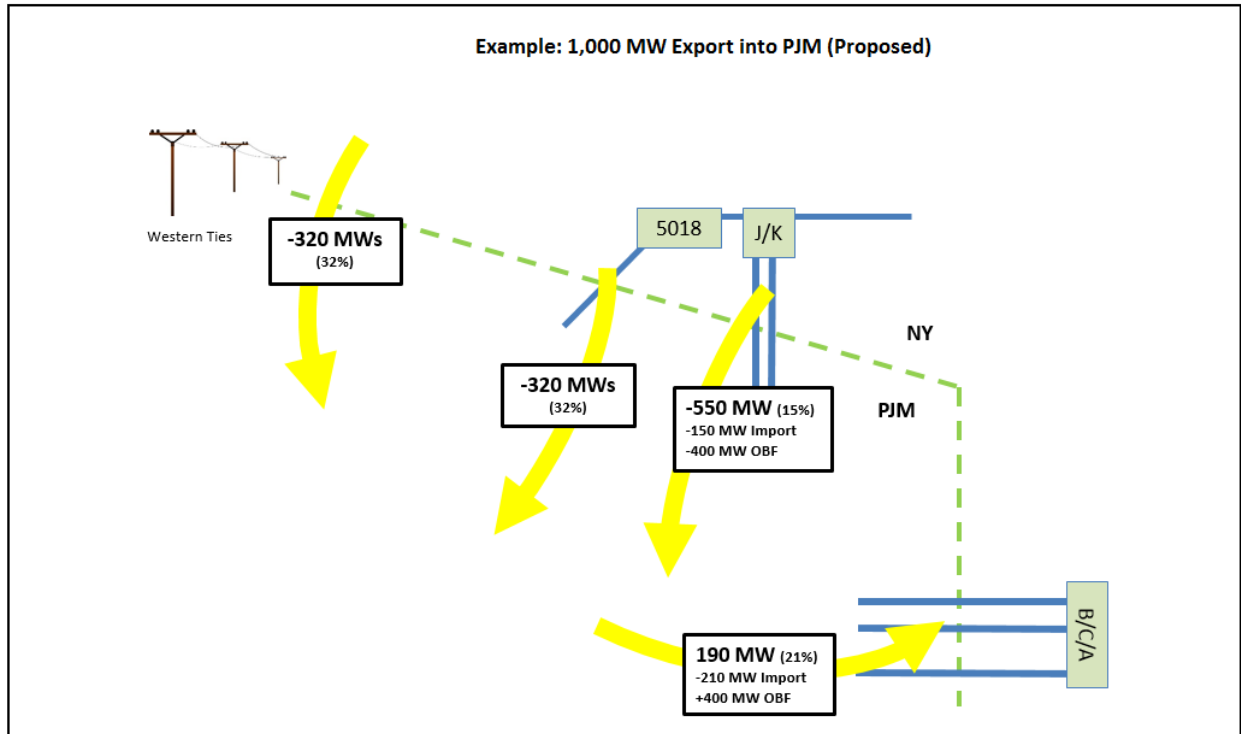 Example: 1,000 MW Export into PJM (Proposed)
Western Ties
-320 MWs
(32%)
5018
J/K
-320 MWs
(32%)
-550 MW (15%)
-150 MW Import
-400 MW OBF
NY
PJM
190 MW (21%)
-210 MW Import
+400 MW OBF
B/C/A